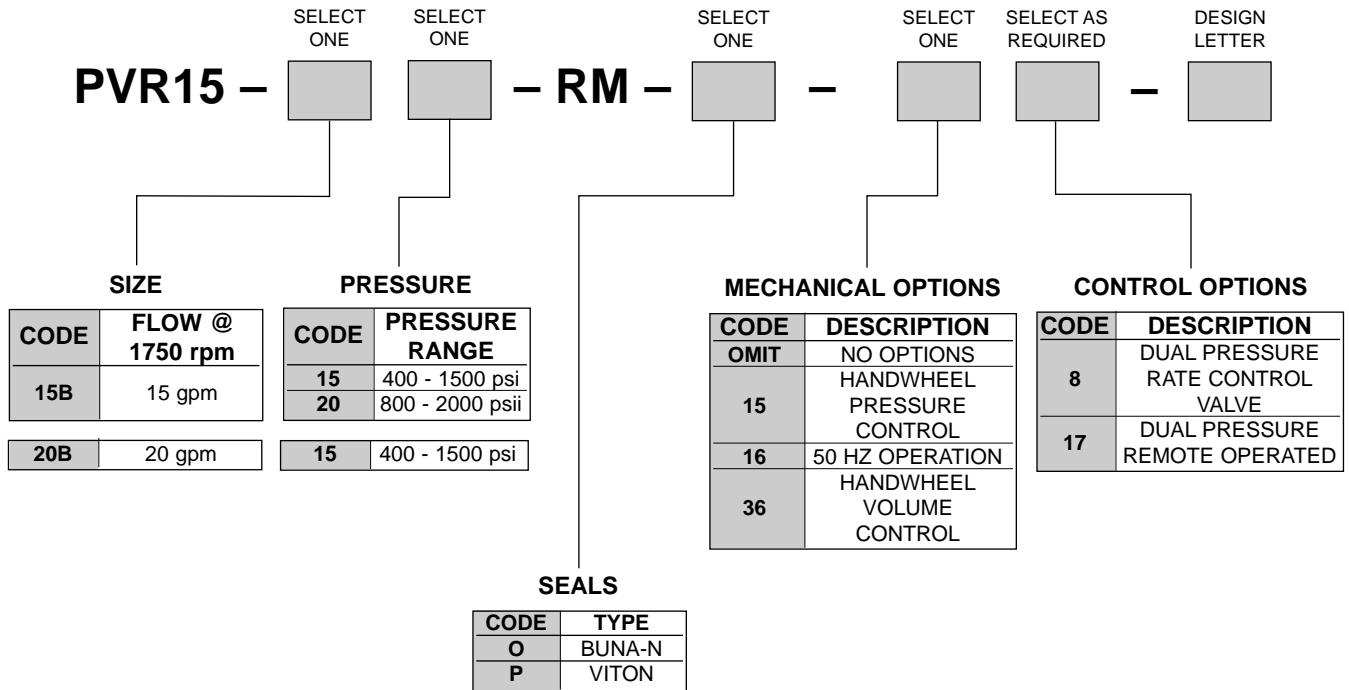 SELECT ONE
SELECT ONE
SELECT ONE
SELECT ONE
SELECT AS REQUIRED
DESIGN LETTER
PVR15 – – RM – – –
SIZE
CODE FLOW @ 1750 rpm
15B 15 gpm
20B 20 gpm
PRESSURE
CODE PRESSURE RANGE
15 400 - 1500 psi
20 800 - 2000 psii
15 400 - 1500 psi
MECHANICAL OPTIONS
CODE DESCRIPTION
OMIT NO OPTIONS
15 HANDWHEEL PRESSURE CONTROL
16 50 HZ OPERATION
36 HANDWHEEL VOLUME CONTROL
CONTROL OPTIONS
CODE DESCRIPTION
8 DUAL PRESSURE RATE CONTROL VALVE
17 DUAL PRESSURE REMOTE OPERATED
SEALS
CODE TYPE
O BUNA-N
P VITON